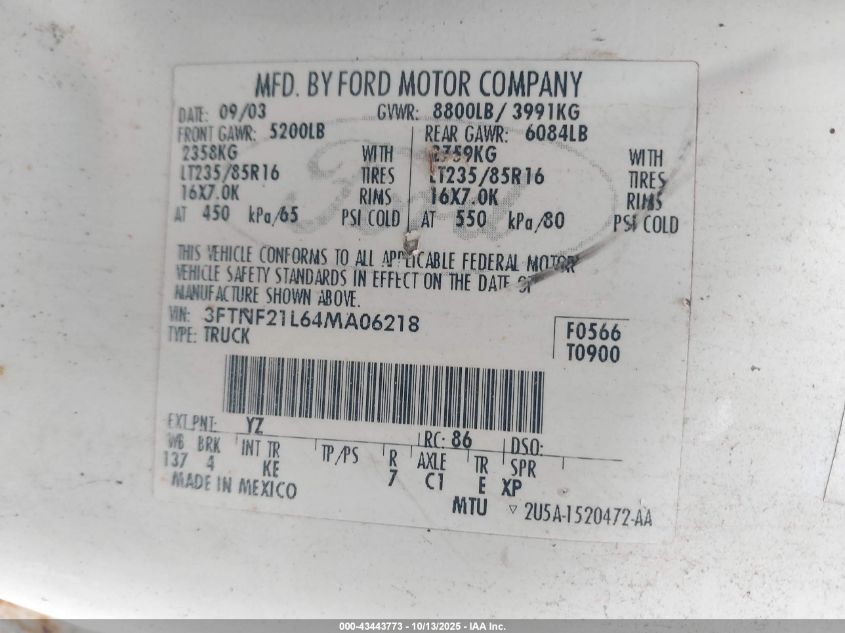 MFD. BY FORD MOTOR COMPANY
DATE: 09/03 GVWR: 8800LB/ 3991KG
FRONT GAWR: 5200LB REAR GAWR: 6084LB
2358KG WITH 2759KG WITH
LT235/85R16 TIRES LT235/85R16 TIRES
16X7.0K RIMS 16X7.0K RIMS
AT 450 kPa/65 PSI COLD AT 550 kPa/80 PSI COLD
THIS VEHICLE CONFORMS TO ALL APPLICABLE FEDERAL MOTOR
VEHICLE SAFETY STANDARDS IN EFFECT ON THE DATE OF
MANUFACTURE SHOWN ABOVE.
VIN: 3FTNF21L64MA06218 F0566
TYPE: TRUCK T0900
EXT PNT: YZ RC: 86 DSO:
WB BRK INT TR TP/PS R AXLE TR SPR
137 4 KE 7 C1 E XP
MADE IN MEXICO MTU ▽ 2U5A-1520472-AA
Ford
000-43443773 - 10/13/2025 - IAA Inc.